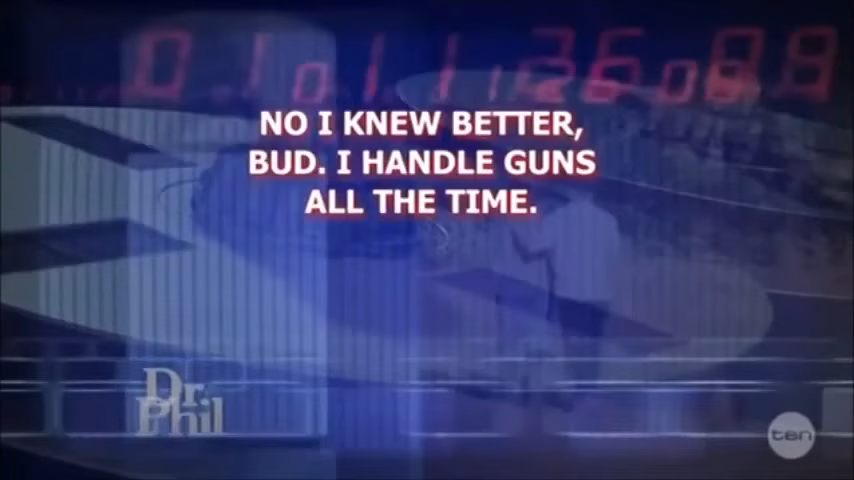 NO I KNEW BETTER,
BUD. I HANDLE GUNS
ALL THE TIME.
Dr.
Phil
ten